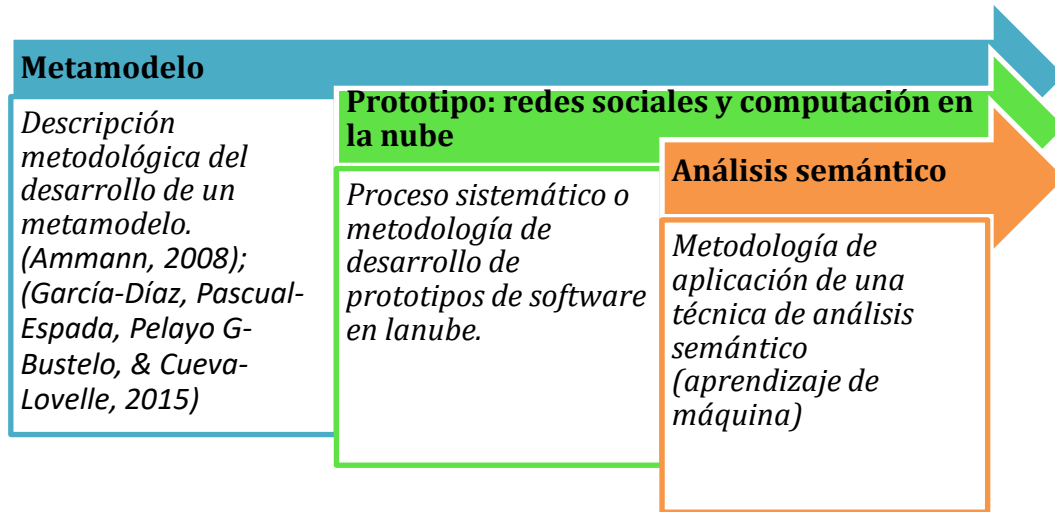 Metamodelo
Descripción
metodológica del
desarrollo de un
metamodelo.
(Ammann, 2008);
(García-Díaz, Pascual-
Espada, Pelayo G-
Bustelo, & Cueva-
Lovelle, 2015)
Prototipo: redes sociales y computación en
la nube
Proceso sistemático o
metodología de
desarrollo de
prototipos de software
en lanube.
Análisis semántico
Metodología de
aplicación de una
técnica de análisis
semántico
(aprendizaje de
máquina)